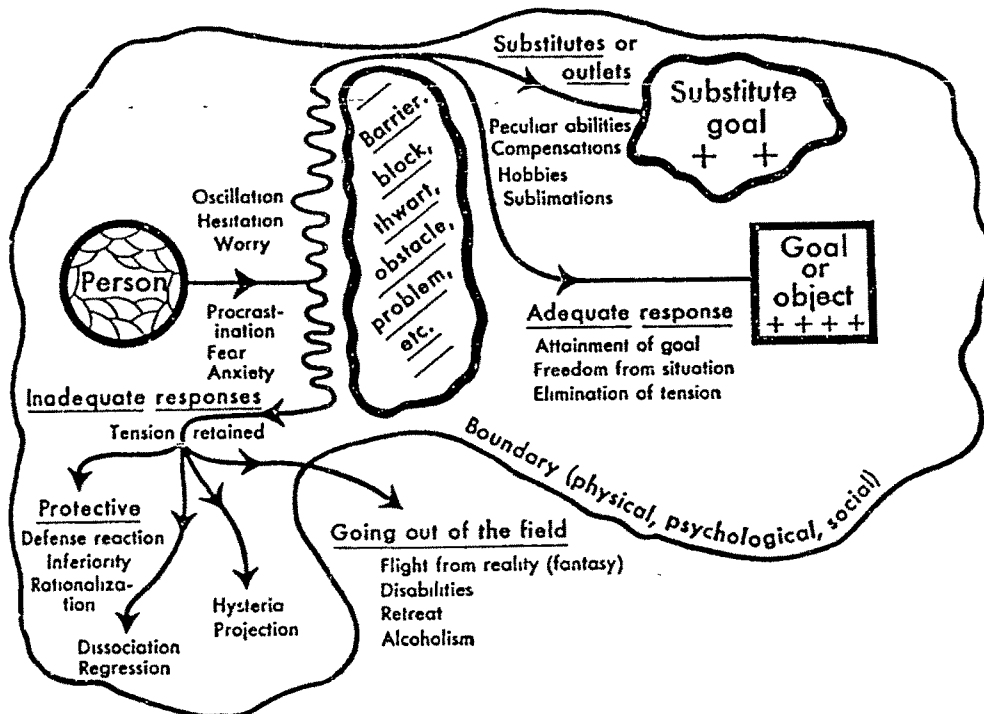 Substitutes or
outlets
Substitute
goal
+ +
Peculiar abilities
Compensations
Hobbies
Sublimations
Barrier.
block,
thwart,
obstacle,
problem,
etc.
Oscillation
Hesitation
Worry
Person
Procrast-
ination
Fear
Anxiety
Goal
or
object
+ + + +
Adequate response
Attainment of goal
Freedom from situation
Elimination of tension
Inadequate responses
Tension retained
Boundary (physical, psychological, social)
Protective
Defense reaction
Inferiority
Rationaliza-
tion
Dissociation
Regression
Hysteria
Projection
Going out of the field
Flight from reality (fantasy)
Disabilities
Retreat
Alcoholism